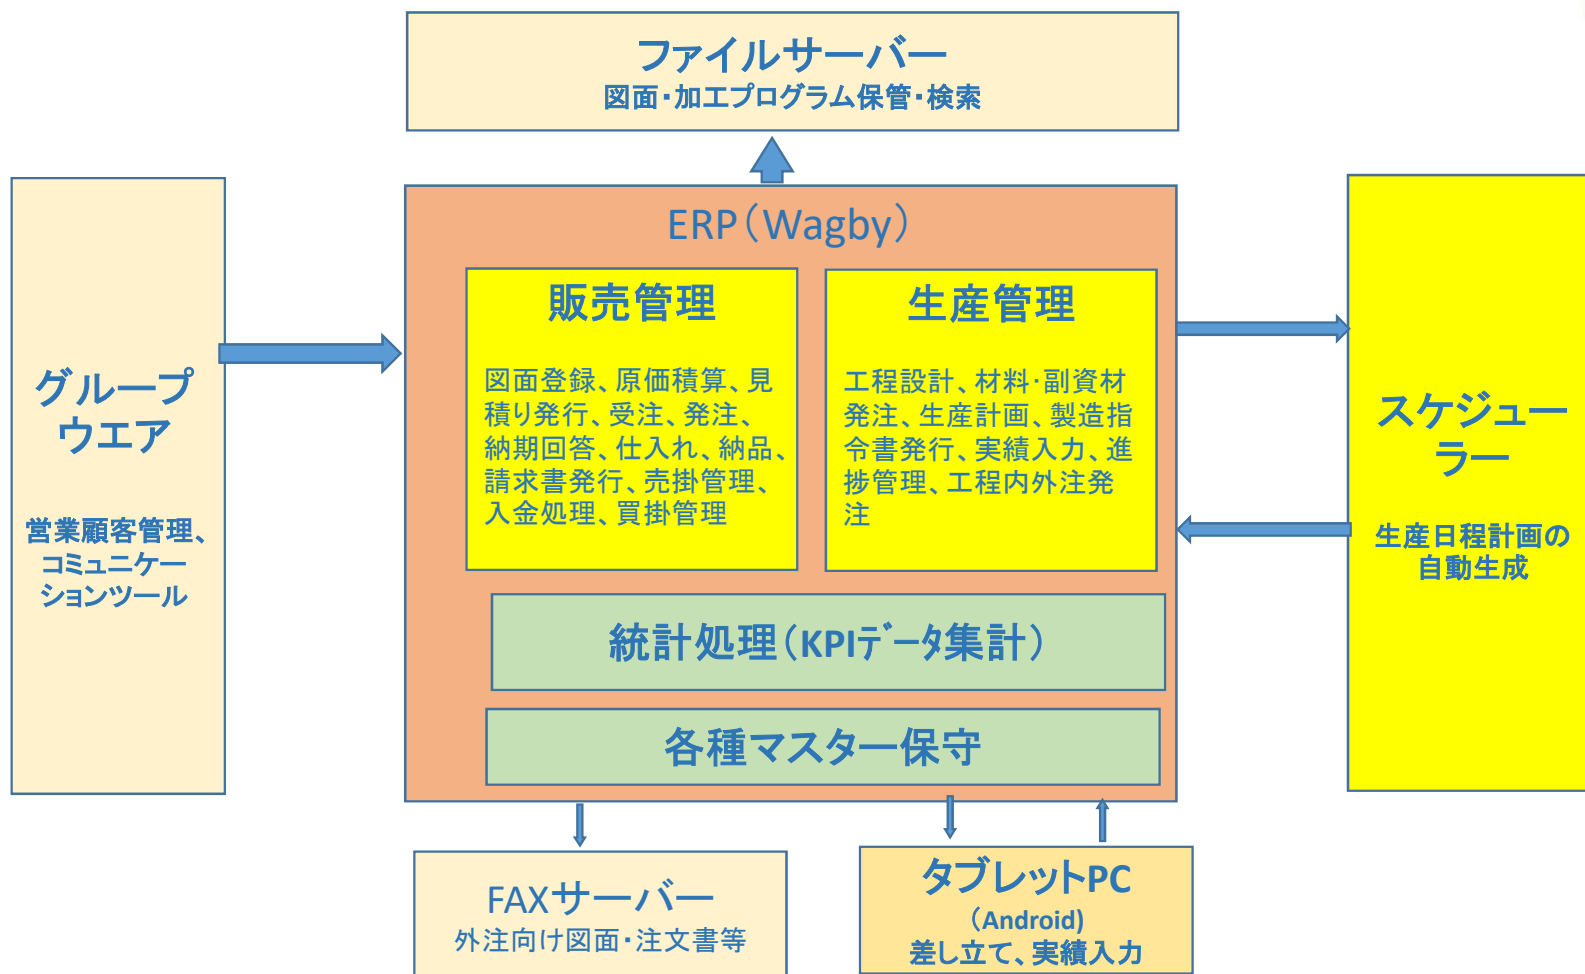 ファイルサーバー
図面・加工プログラム保管・検索
ERP（Wagby）
販売管理
図面登録、原価積算、見
積り発行、受注、発注、
納期回答、仕入れ、納品、
請求書発行、売掛管理、
入金処理、買掛管理
生産管理
工程設計、材料・副資材
発注、生産計画、製造指
令書発行、実績入力、進
捗管理、工程内外注発
注
グループ
ウエア
営業顧客管理、
コミュニケー
ションツール
スケジュー
ラー
生産日程計画の
自動生成
統計処理（KPIﾃﾞｰﾀ集計）
各種マスター保守
FAXサーバー
外注向け図面・注文書等
タブレットPC
（Android)
差し立て、実績入力